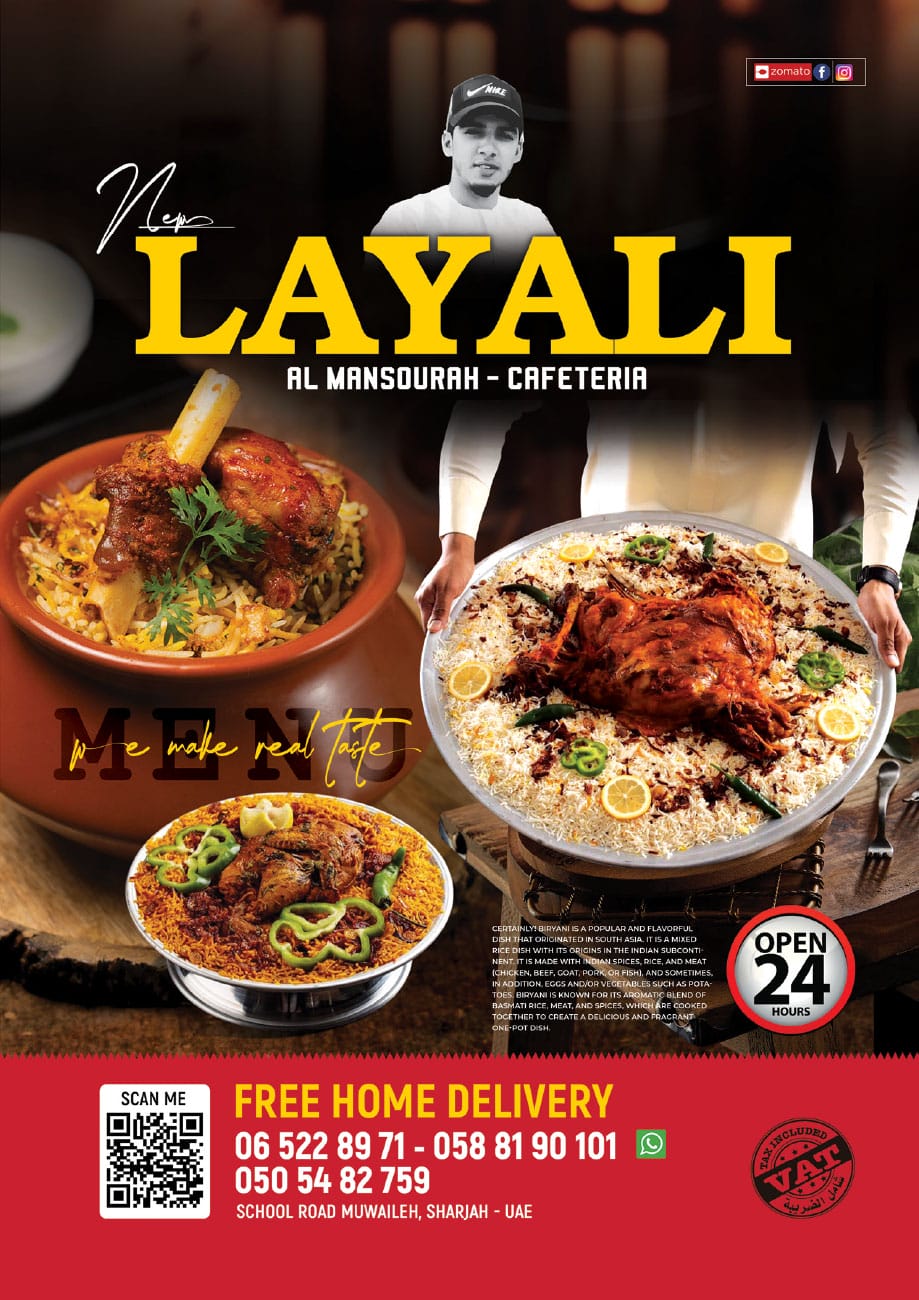 zomato
NIKE
New
LAYALI
AL MANSOURAH - CAFETERIA
MENU
we make real taste
CERTAINLY! BIRYANI IS A POPULAR AND FLAVORFUL
DISH THAT ORIGINATED IN SOUTH ASIA. IT IS A MIXED
RICE DISH WITH ITS ORIGINS IN THE INDIAN SUBCONTI-
NENT. IT IS MADE WITH INDIAN SPICES, RICE, AND MEAT
(CHICKEN, BEEF, GOAT, PORK, OR FISH), AND SOMETIMES,
IN ADDITION, EGGS AND/OR VEGETABLES SUCH AS POTA-
TOES. BIRYANI IS KNOWN FOR ITS AROMATIC BLEND OF
BASMATI RICE, MEAT, AND SPICES, WHICH ARE COOKED
TOGETHER TO CREATE A DELICIOUS AND FRAGRANT
ONE-POT DISH.
OPEN
24
HOURS
SCAN ME
FREE HOME DELIVERY
06 522 89 71 - 058 81 90 101
050 54 82 759
SCHOOL ROAD MUWAILEH, SHARJAH - UAE
TAX INCLUDED
VAT
شامل الضريبة